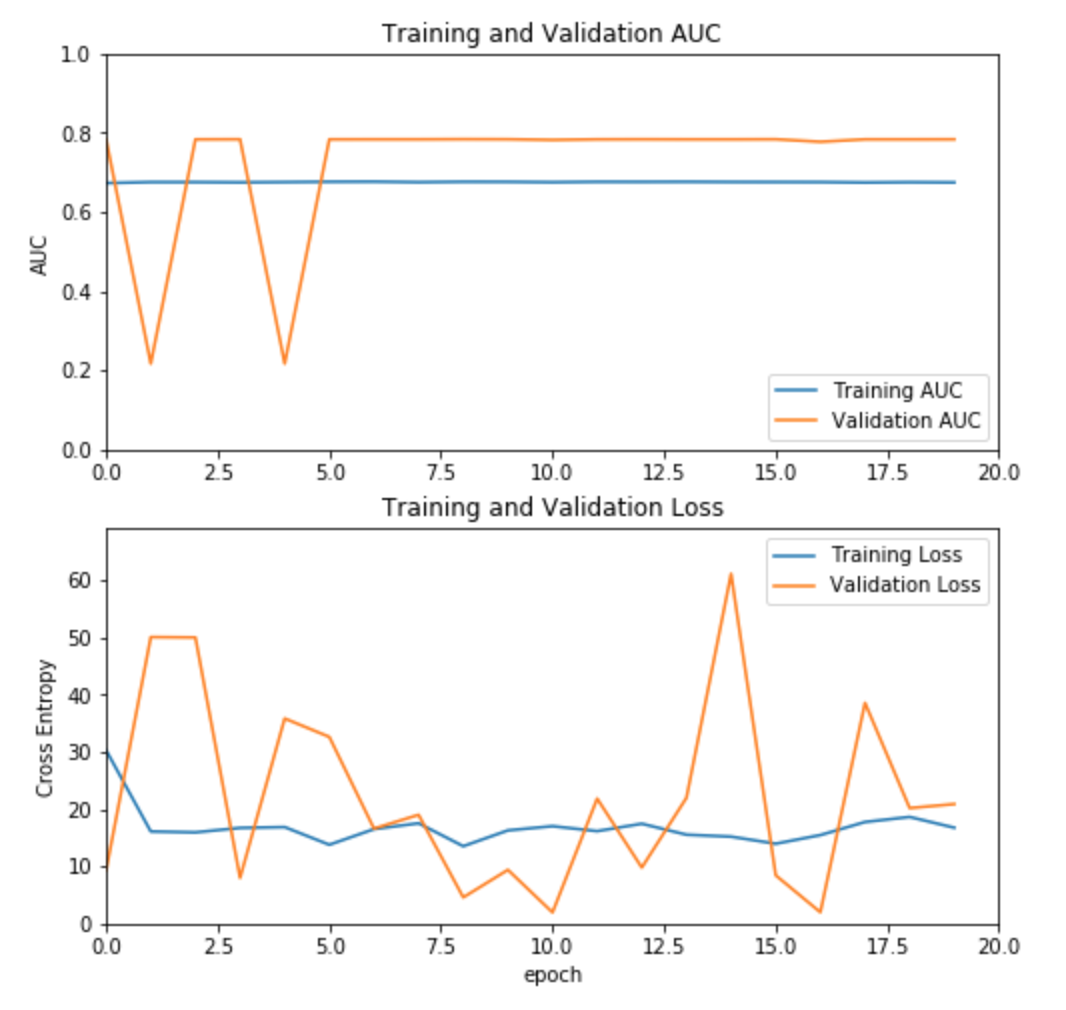 Training and Validation AUC
1.0
0.8
0.6
0.4
0.2
0.0
AUC
Training AUC
Validation AUC
0.0 2.5 5.0 7.5 10.0 12.5 15.0 17.5 20.0
Training and Validation Loss
60
50
40
30
20
10
0
Cross Entropy
Training Loss
Validation Loss
0.0 2.5 5.0 7.5 10.0 12.5 15.0 17.5 20.0
epoch